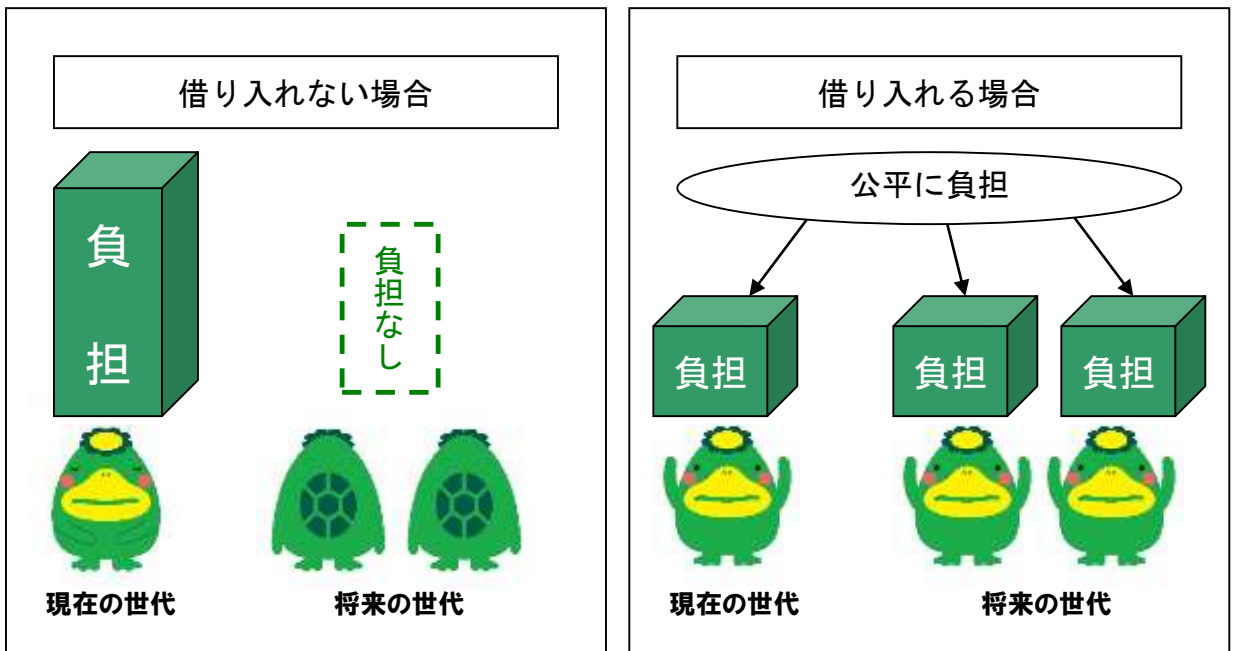 借り入れない場合
負担
負担なし
現在の世代
将来の世代
借り入れる場合
公平に負担
負担
負担
負担
現在の世代
将来の世代